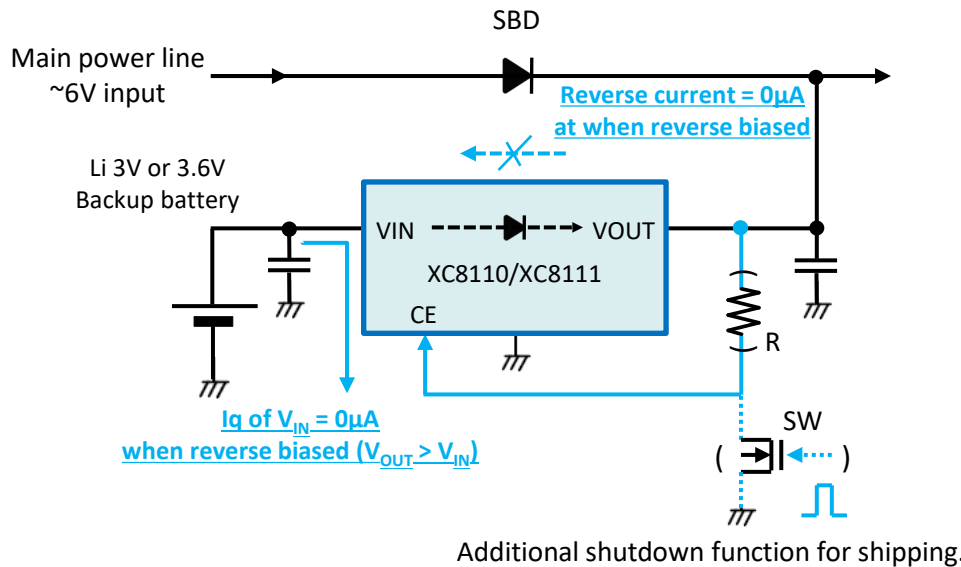 SBD
Main power line
~6V input
Reverse current = 0µA
at when reverse biased
Li 3V or 3.6V
Backup battery
VIN
VOUT
XC8110/XC8111
CE
R
Iq of VIN = 0µA
when reverse biased (VOUT > VIN)
SW
( )
Additional shutdown function for shipping.